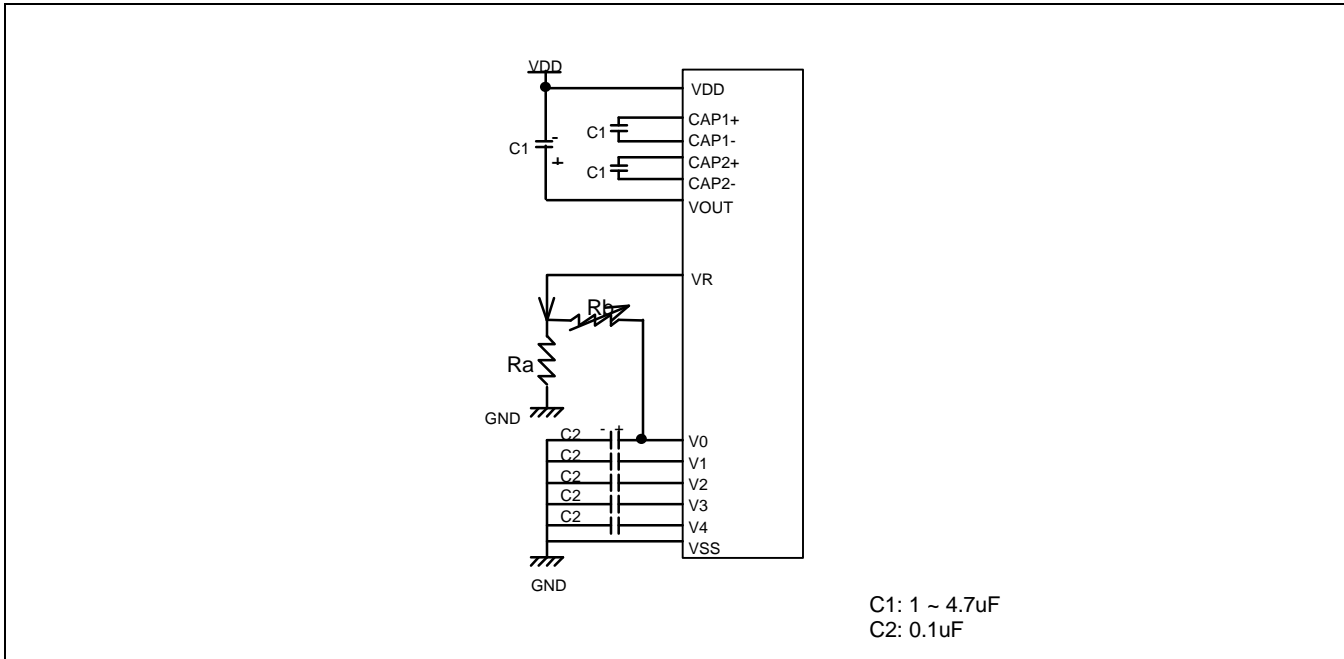 VDD
VDD
CAP1+
C1
CAP1-
-
C1
CAP2+
+
C1
CAP2-
VOUT
VR
Rb
Ra
GND
C2 - + V0
C2 V1
C2 V2
C2 V3
C2 V4
VSS
GND
C1: 1 ~ 4.7uF
C2: 0.1uF